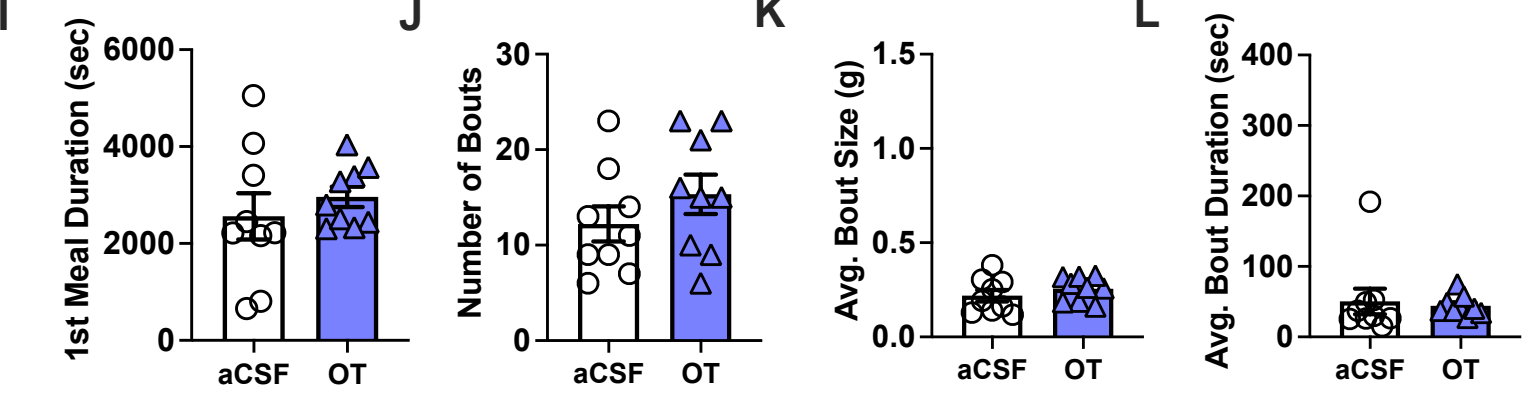 I
1st Meal Duration (sec)
6000
4000
2000
0
aCSF OT
J
Number of Bouts
30
20
10
0
aCSF OT
K
Avg. Bout Size (g)
1.5
1.0
0.5
0.0
aCSF OT
L
Avg. Bout Duration (sec)
400
300
200
100
0
aCSF OT